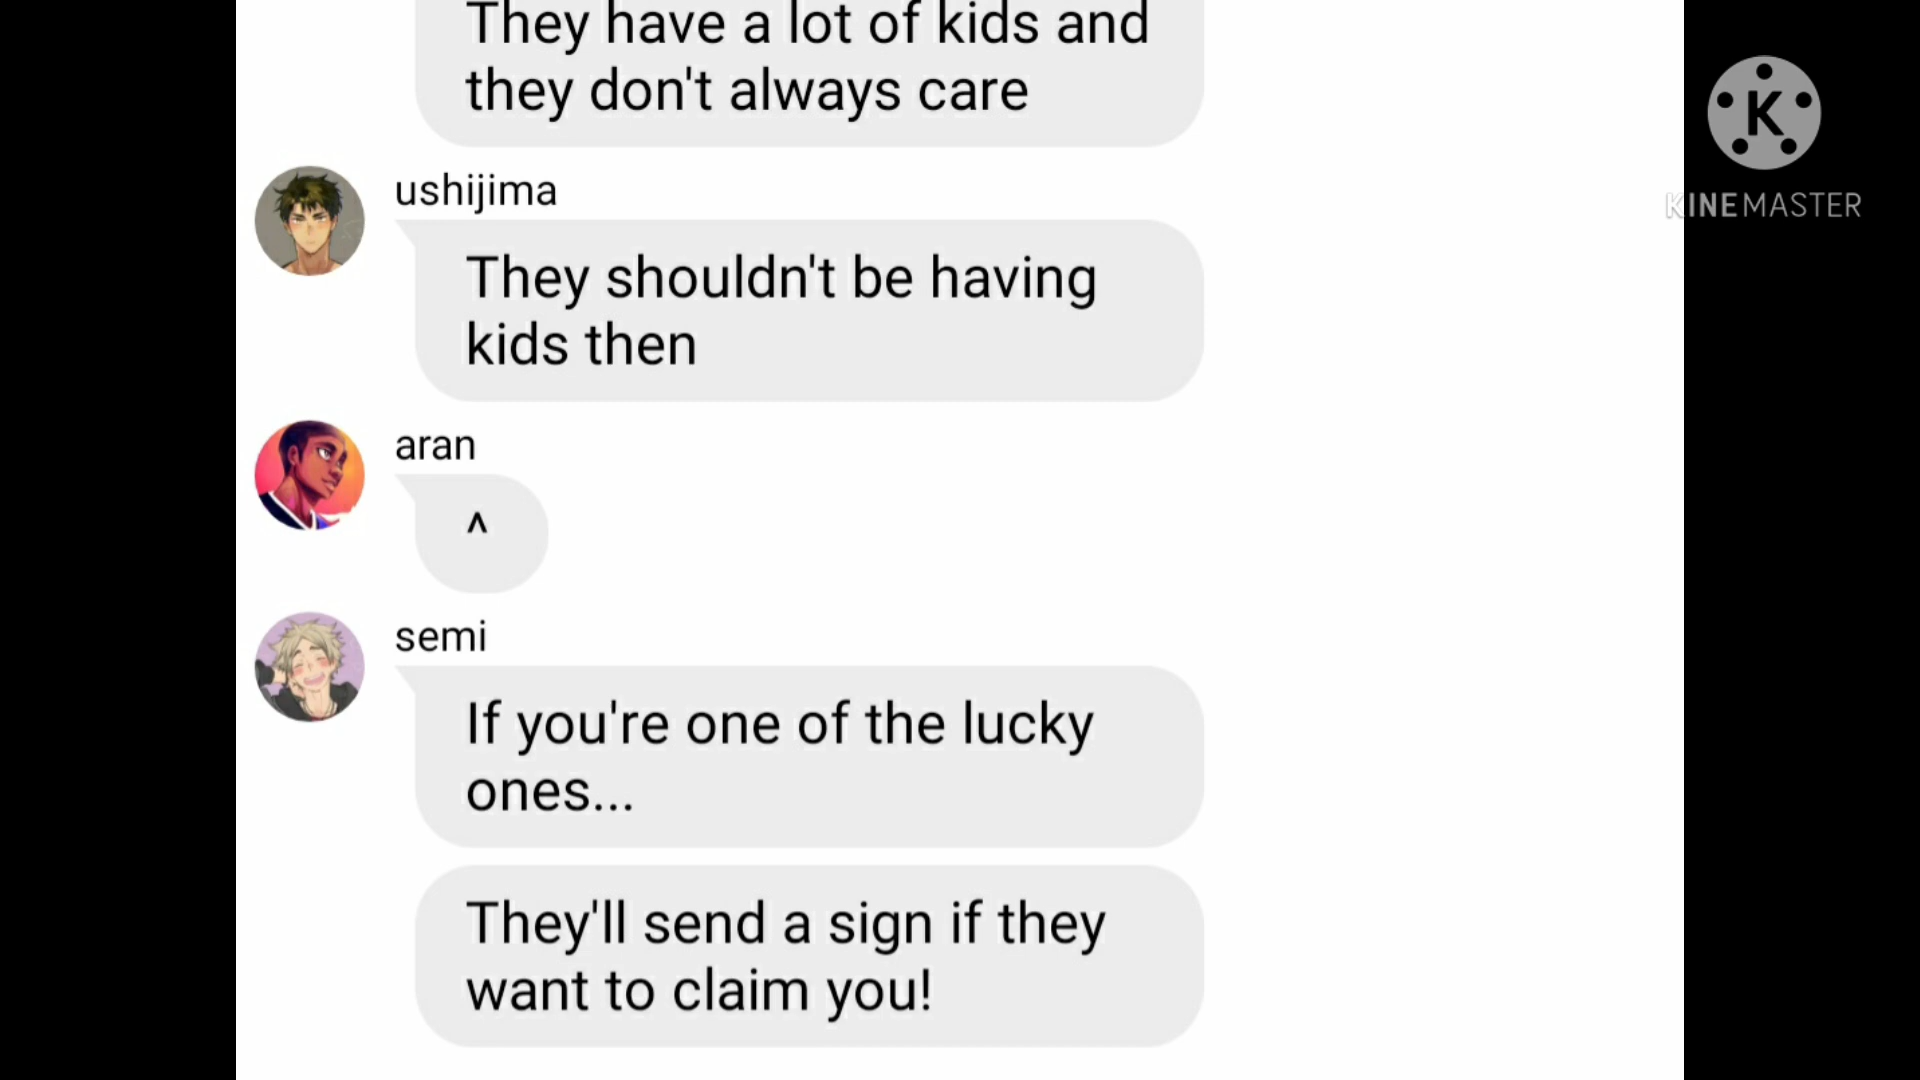 They have a lot of kids and
they don't always care
ushijima
They shouldn't be having
kids then
aran
^
semi
If you're one of the lucky
ones...
They'll send a sign if they
want to claim you!
K
KINEMASTER